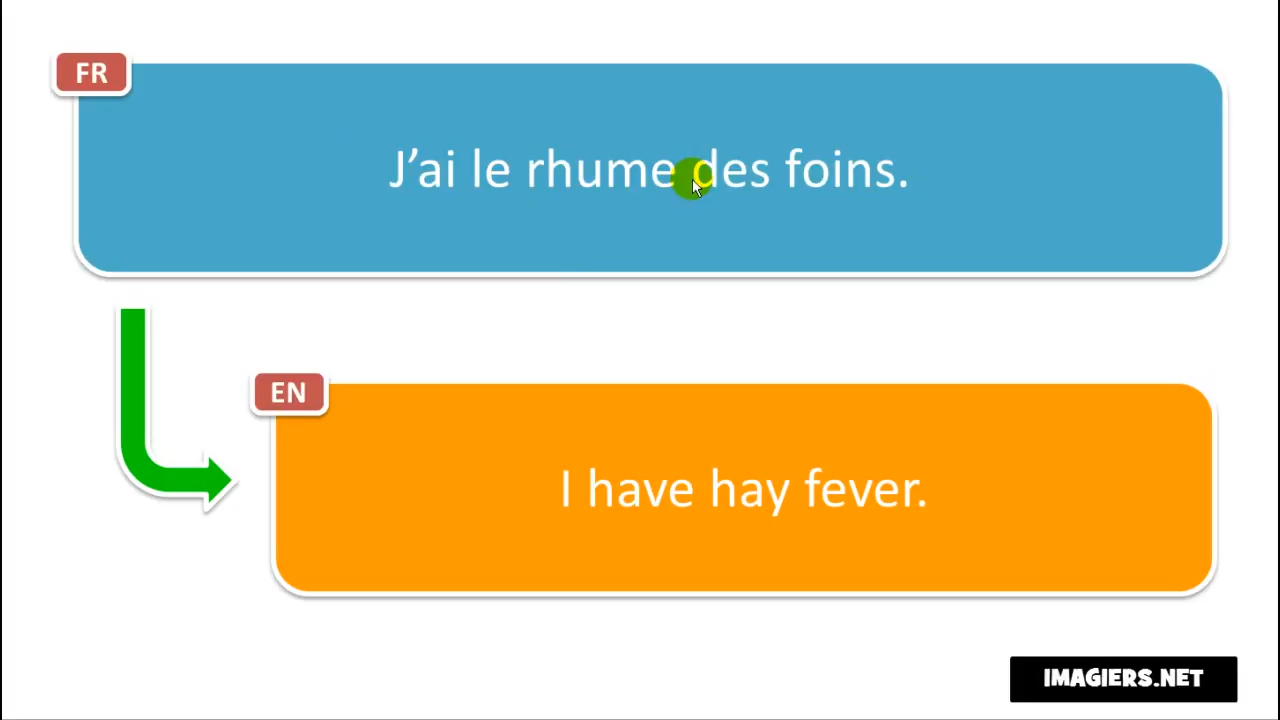 FR
J’ai le rhume des foins.
EN
I have hay fever.
IMAGIERS.NET